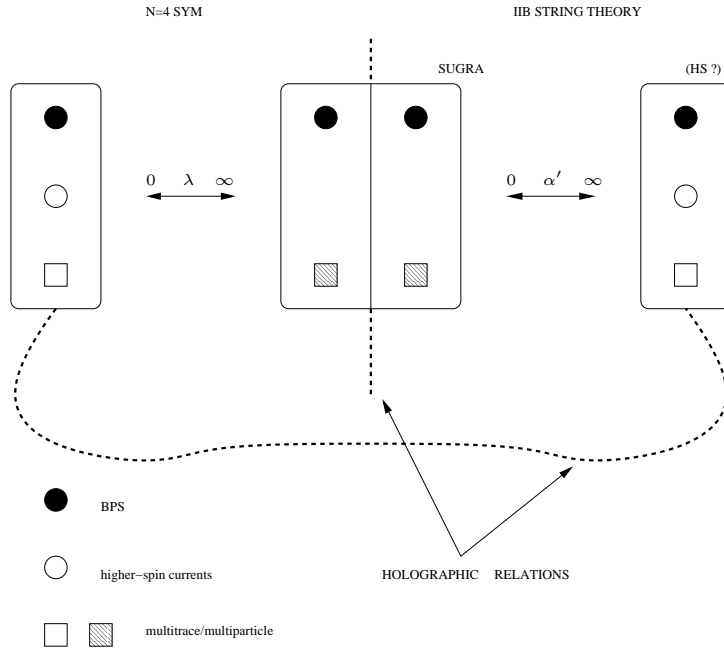 N=4 SYM IIB STRING THEORY
SUGRA (HS ?)
0 λ ∞ 0 α′ ∞
BPS
higher−spin currents
HOLOGRAPHIC RELATIONS
multitrace/multiparticle